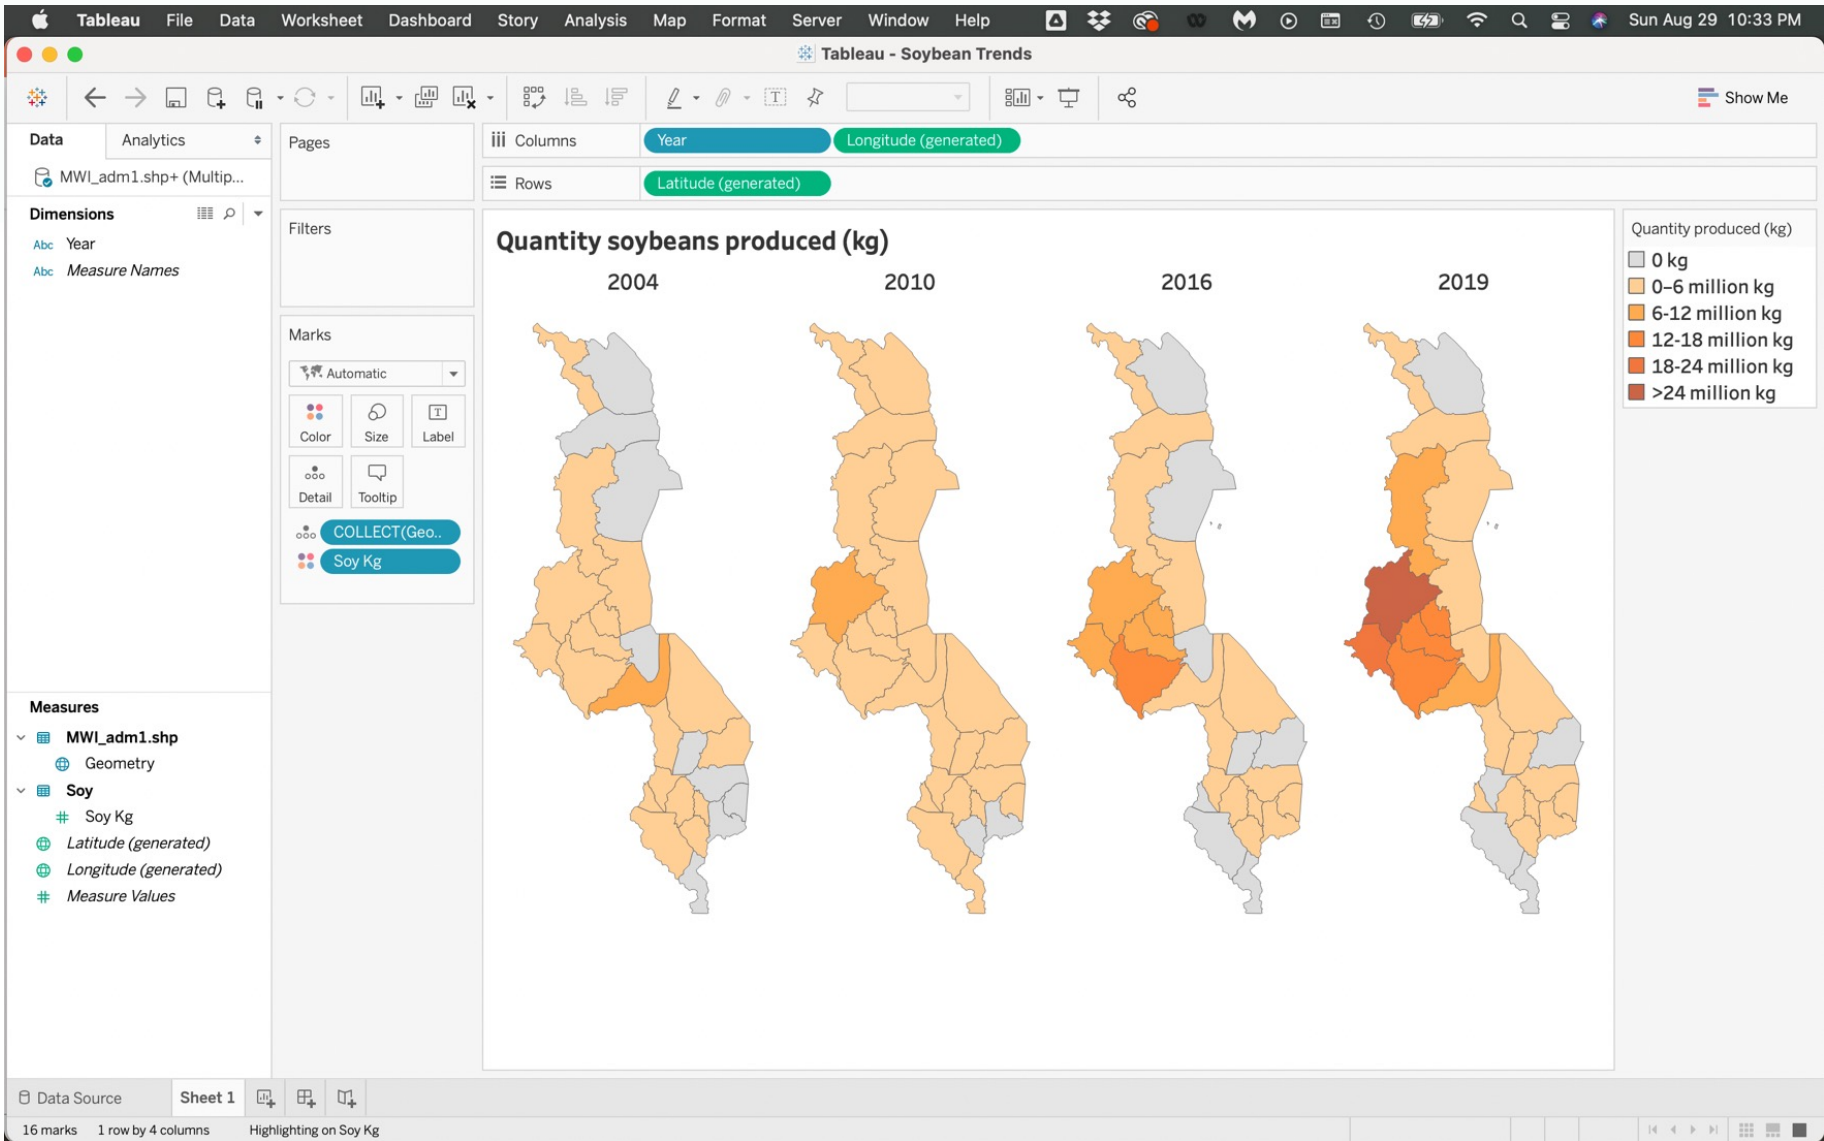 Tableau File Data Worksheet Dashboard Story Analysis Map Format Server Window Help Sun Aug 29 10:33 PM
Tableau - Soybean Trends
Show Me
Data Analytics
MWI_adm1.shp+ (Multip...
Dimensions
Abc Year
Abc Measure Names
Measures
MWI_adm1.shp
Geometry
Soy
# Soy Kg
Latitude (generated)
Longitude (generated)
# Measure Values
Pages
Filters
Marks
Automatic
Color Size Label
Detail Tooltip
COLLECT(Geo..
Soy Kg
Columns Year Longitude (generated)
Rows Latitude (generated)
Quantity soybeans produced (kg)
2004 2010 2016 2019
Quantity produced (kg)
0 kg
0–6 million kg
6-12 million kg
12-18 million kg
18-24 million kg
>24 million kg
Data Source Sheet 1
16 marks 1 row by 4 columns Highlighting on Soy Kg